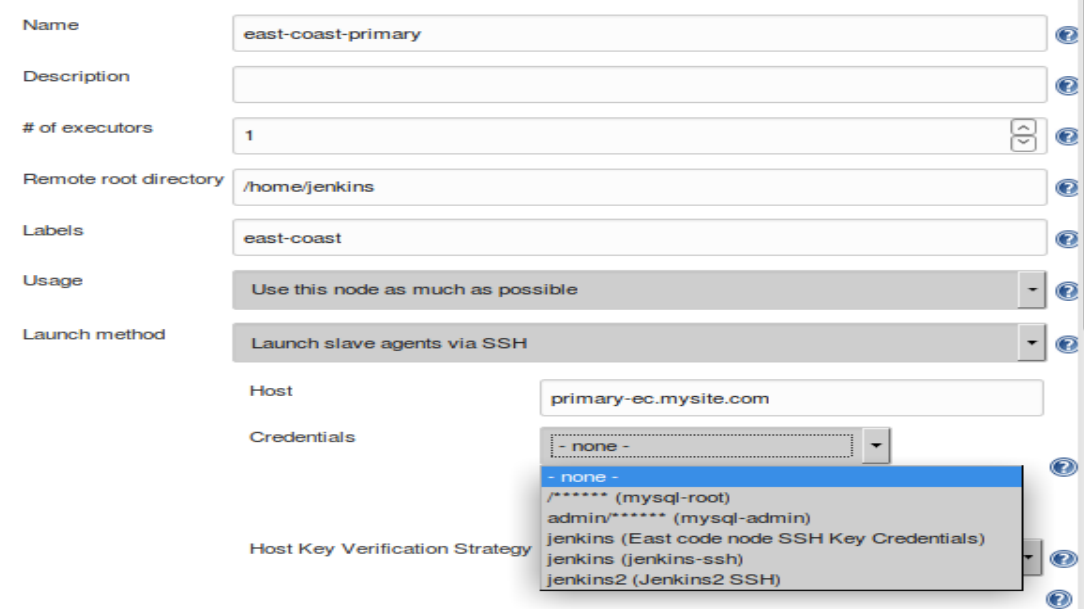 Name
east-coast-primary
Description
# of executors
1
Remote root directory
/home/jenkins
Labels
east-coast
Usage
Use this node as much as possible
Launch method
Launch slave agents via SSH
Host
primary-ec.mysite.com
Credentials
- none -
- none -
/****** (mysql-root)
admin/****** (mysql-admin)
jenkins (East code node SSH Key Credentials)
jenkins (jenkins-ssh)
jenkins2 (Jenkins2 SSH)
Host Key Verification Strategy